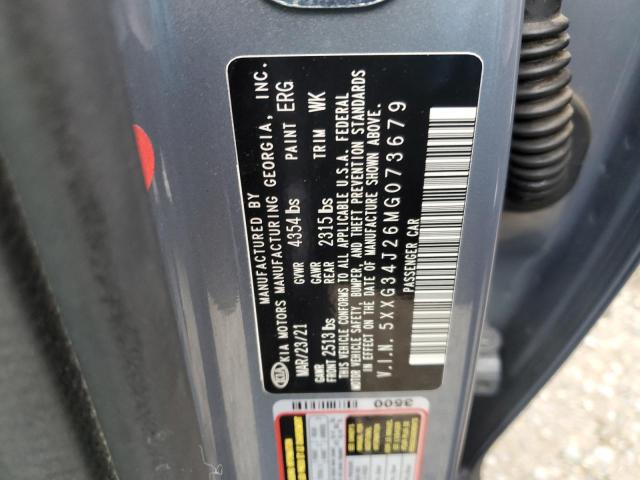 MANUFACTURED BY
KIA KIA MOTORS MANUFACTURING GEORGIA, INC.
MAR/23/21 GVWR 4354 lbs PAINT ERG
GAWR FRONT 2513 lbs GAWR REAR 2315 lbs TRIM WK
THIS VEHICLE CONFORMS TO ALL APPLICABLE U.S.A. FEDERAL
MOTOR VEHICLE SAFETY, BUMPER, AND THEFT PREVENTION STANDARDS
IN EFFECT ON THE DATE OF MANUFACTURE SHOWN ABOVE.
V.I.N. 5XXG34J26MG073679
PASSENGER CAR
3500